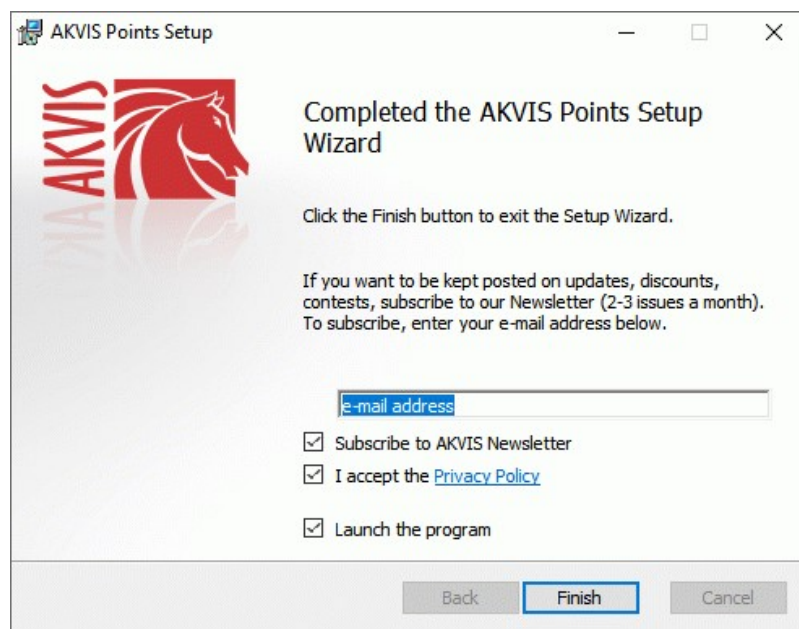 AKVIS Points Setup
AKVIS
Completed the AKVIS Points Setup
Wizard
Click the Finish button to exit the Setup Wizard.
If you want to be kept posted on updates, discounts,
contests, subscribe to our Newsletter (2-3 issues a month).
To subscribe, enter your e-mail address below.
e-mail address
Subscribe to AKVIS Newsletter
I accept the Privacy Policy
Launch the program
Back
Finish
Cancel